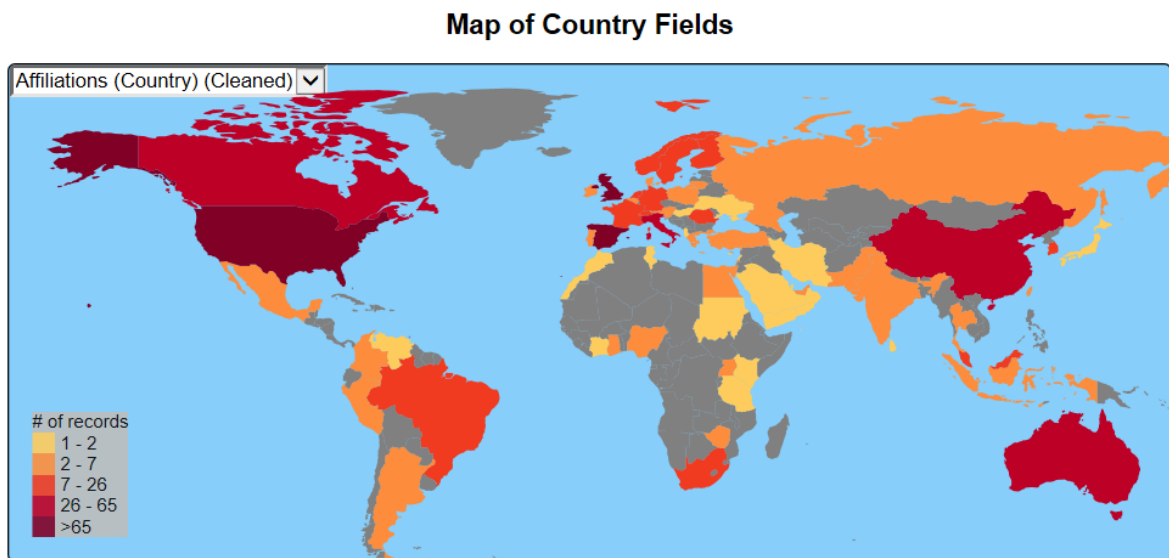 Map of Country Fields
Affiliations (Country) (Cleaned)
# of records
1 - 2
2 - 7
7 - 26
26 - 65
>65